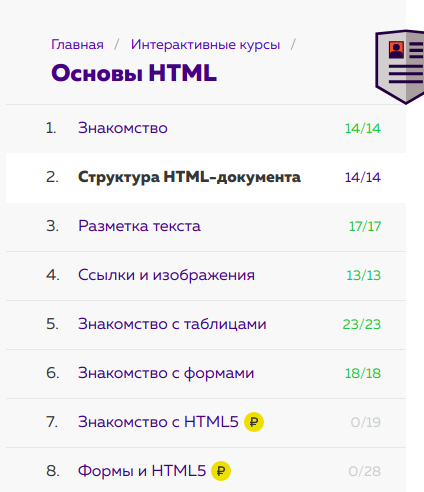 Главная / Интерактивные курсы /
Основы HTML
1. Знакомство 14/14
2. Структура HTML-документа 14/14
3. Разметка текста 17/17
4. Ссылки и изображения 13/13
5. Знакомство с таблицами 23/23
6. Знакомство с формами 18/18
7. Знакомство с HTML5 ₽ 0/19
8. Формы и HTML5 ₽ 0/28